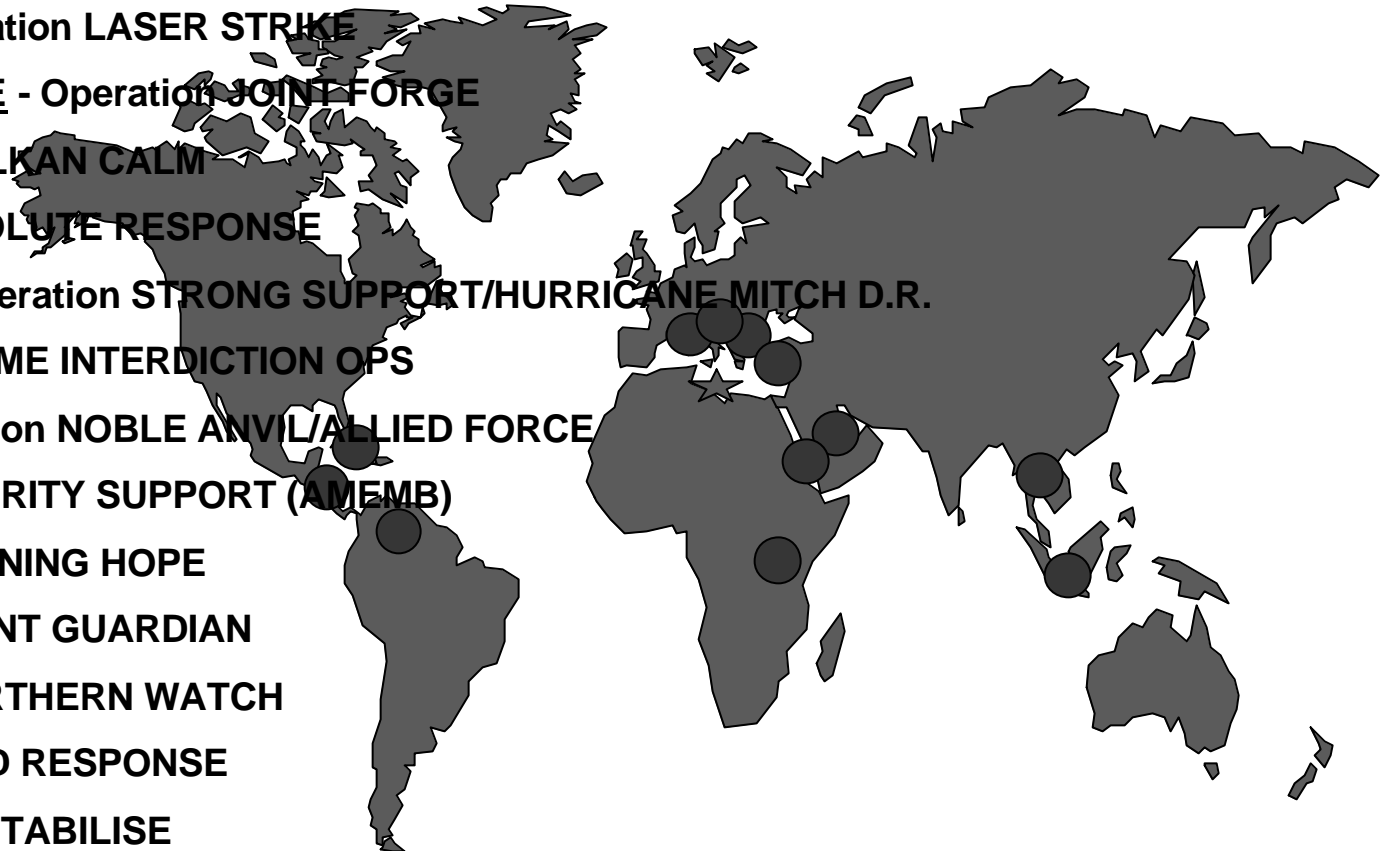 ation LASER STRIKE
E - Operation JOINT FORGE
LKAN CALM
OLUTE RESPONSE
eration STRONG SUPPORT/HURRICANE MITCH D.R.
ME INTERDICTION OPS
on NOBLE ANVIL/ALLIED FORCE
RITY SUPPORT (AMEMB)
NING HOPE
NT GUARDIAN
RTHERN WATCH
D RESPONSE
TABILISE